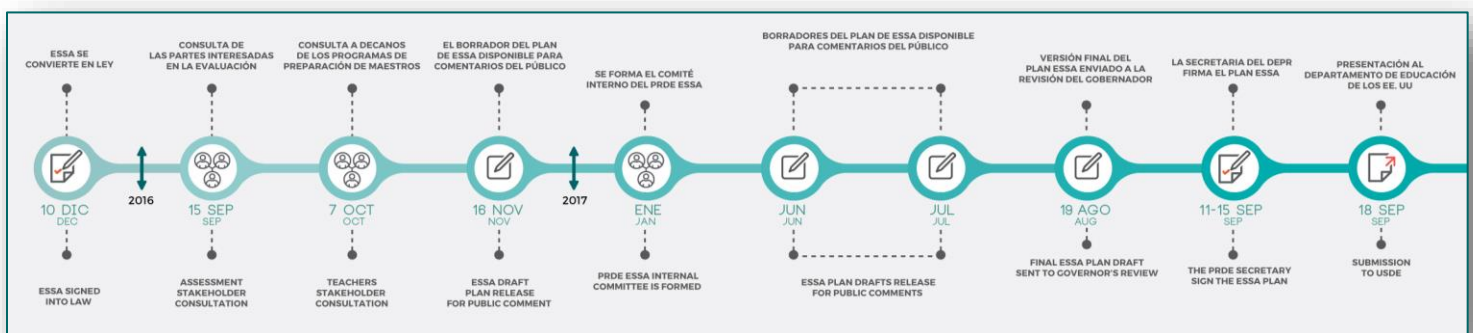 ESSA SE
CONVIERTE EN LEY
CONSULTA DE
LAS PARTES INTERESADAS
EN LA EVALUACIÓN
CONSULTA A DECANOS
DE LOS PROGRAMAS DE
PREPARACIÓN DE MAESTROS
EL BORRADOR DEL PLAN
DE ESSA DISPONIBLE PARA
COMENTARIOS DEL PÚBLICO
SE FORMA EL COMITÉ
INTERNO DEL PRDE ESSA
BORRADORES DEL PLAN DE ESSA DISPONIBLE
PARA COMENTARIOS DEL PÚBLICO
VERSIÓN FINAL DEL
PLAN ESSA ENVIADO A LA
REVISIÓN DEL GOBERNADOR
LA SECRETARIA DEL DEPR
FIRMA EL PLAN ESSA
PRESENTACIÓN AL
DEPARTAMENTO DE EDUCACIÓN
DE LOS EE. UU
10 DIC
DEC
2016
15 SEP
SEP
7 OCT
OCT
16 NOV
NOV
2017
ENE
JAN
JUN
JUN
JUL
JUL
19 AGO
AUG
11-15 SEP
SEP
18 SEP
SEP
ESSA SIGNED
INTO LAW
ASSESSMENT
STAKEHOLDER
CONSULTATION
TEACHERS
STAKEHOLDER
CONSULTATION
ESSA DRAFT
PLAN RELEASE
FOR PUBLIC COMMENT
PRDE ESSA INTERNAL
COMMITTEE IS FORMED
ESSA PLAN DRAFTS RELEASE
FOR PUBLIC COMMENTS
FINAL ESSA PLAN DRAFT
SENT TO GOVERNOR'S REVIEW
THE PRDE SECRETARY
SIGN THE ESSA PLAN
SUBMISSION
TO USDE